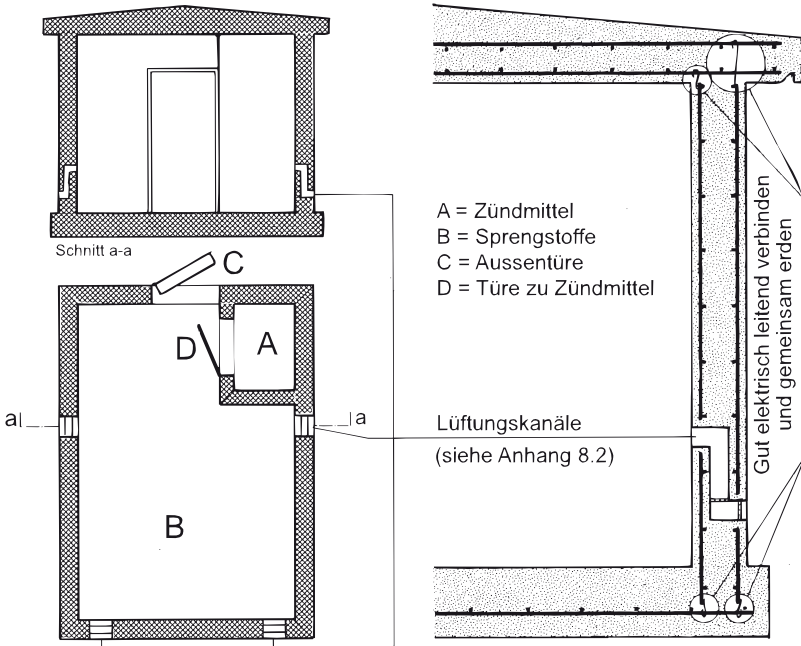 Schnitt a-a
C
D
A
a
a
B
A = Zündmittel
B = Sprengstoffe
C = Aussentüre
D = Türe zu Zündmittel
Lüftungskanäle
(siehe Anhang 8.2)
Gut elektrisch leitend verbinden
und gemeinsam erden